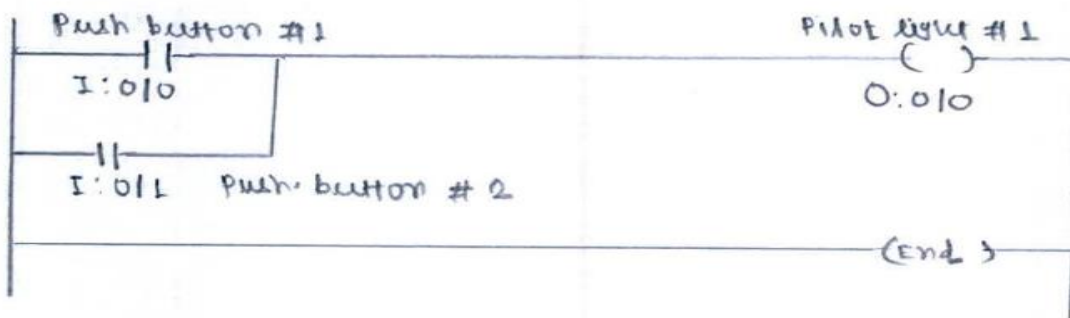 Push button #1
Pilot light #1
I:0/0
O:0/0
I:0/1 Push button #2
(End)